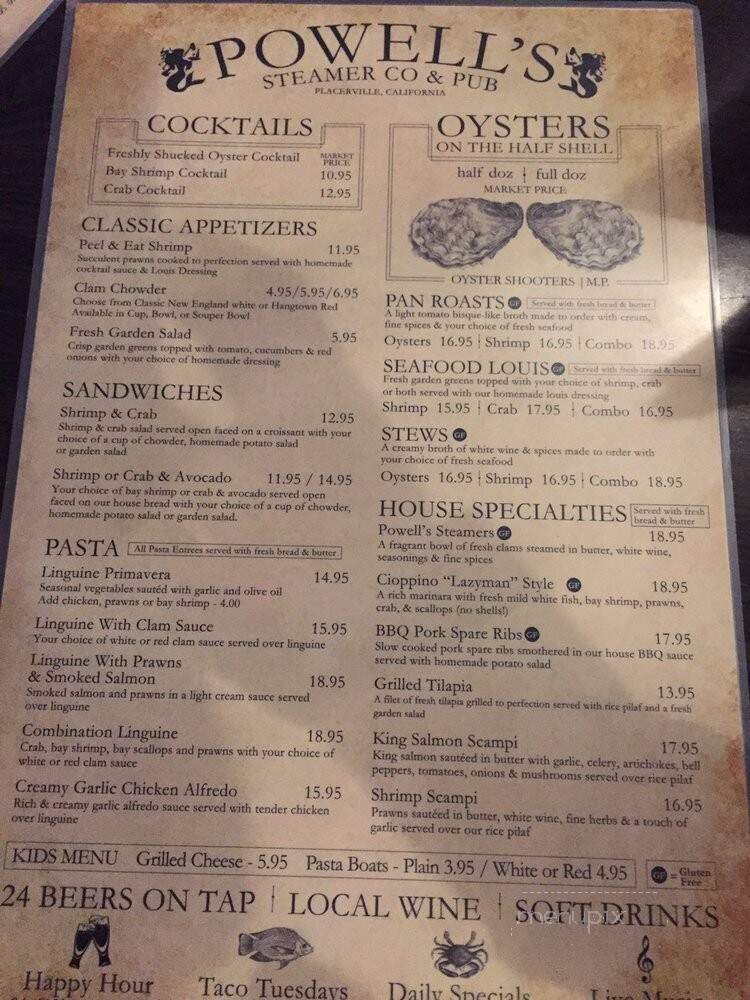 POWELL'S
STEAMER CO & PUB
PLACERVILLE, CALIFORNIA
COCKTAILS
Freshly Shucked Oyster Cocktail MARKET PRICE
Bay Shrimp Cocktail 10.95
Crab Cocktail 12.95
CLASSIC APPETIZERS
Peel & Eat Shrimp 11.95
Succulent prawns cooked to perfection served with homemade
cocktail sauce & Louis Dressing
Clam Chowder 4.95/5.95/6.95
Choose from Classic New England white or Hangtown Red
Available in Cup, Bowl, or Souper Bowl
Fresh Garden Salad 5.95
Crisp garden greens topped with tomato, cucumbers & red
onions with your choice of homemade dressing
SANDWICHES
Shrimp & Crab 12.95
Shrimp & crab salad served open faced on a croissant with your
choice of a cup of chowder, homemade potato salad
or garden salad
Shrimp or Crab & Avocado 11.95 / 14.95
Your choice of bay shrimp or crab & avocado served open
faced on our house bread with your choice of a cup of chowder,
homemade potato salad or garden salad.
PASTA All Pasta Entrees served with fresh bread & butter
Linguine Primavera 14.95
Seasonal vegetables sautéd with garlic and olive oil
Add chicken, prawns or bay shrimp - 4.00
Linguine With Clam Sauce 15.95
Your choice of white or red clam sauce served over linguine
Linguine With Prawns
& Smoked Salmon 18.95
Smoked salmon and prawns in a light cream sauce served
over linguine
Combination Linguine 18.95
Crab, bay shrimp, bay scallops and prawns with your choice of
white or red clam sauce
Creamy Garlic Chicken Alfredo 15.95
Rich & creamy garlic alfredo sauce served with tender chicken
over linguine
OYSTERS
ON THE HALF SHELL
half doz | full doz
MARKET PRICE
OYSTER SHOOTERS | M.P.
PAN ROASTS GF Served with fresh bread & butter
A light tomato bisque-like broth made to order with cream,
fine spices & your choice of fresh seafood
Oysters 16.95 | Shrimp 16.95 | Combo 18.95
SEAFOOD LOUIS GF Served with fresh bread & butter
Fresh garden greens topped with your choice of shrimp, crab
or both served with our homemade louis dressing
Shrimp 15.95 | Crab 17.95 | Combo 16.95
STEWS GF
A creamy broth of white wine & spices made to order with
your choice of fresh seafood
Oysters 16.95 | Shrimp 16.95 | Combo 18.95
HOUSE SPECIALTIES Served with fresh bread & butter
Powell's Steamers GF 18.95
A fragrant bowl of fresh clams steamed in butter, white wine,
seasonings & fine spices
Cioppino "Lazyman" Style GF 18.95
A rich marinara with fresh mild white fish, bay shrimp, prawns,
crab, & scallops (no shells!)
BBQ Pork Spare Ribs GF 17.95
Slow cooked pork spare ribs smothered in our house BBQ sauce
served with homemade potato salad
Grilled Tilapia 13.95
A filet of fresh tilapia grilled to perfection served with rice pilaf and a fresh
garden salad
King Salmon Scampi 17.95
King salmon sautéed in butter with garlic, celery, artichokes, bell
peppers, tomatoes, onions & mushrooms served over rice pilaf
Shrimp Scampi 16.95
Prawns sautéed in butter, white wine, fine herbs & a touch of
garlic served over our rice pilaf
KIDS MENU Grilled Cheese - 5.95 Pasta Boats - Plain 3.95 / White or Red 4.95
GF = Gluten Free
24 BEERS ON TAP | LOCAL WINE | SOFT DRINKS
menupix
Happy Hour Taco Tuesdays Daily Specials Live Music